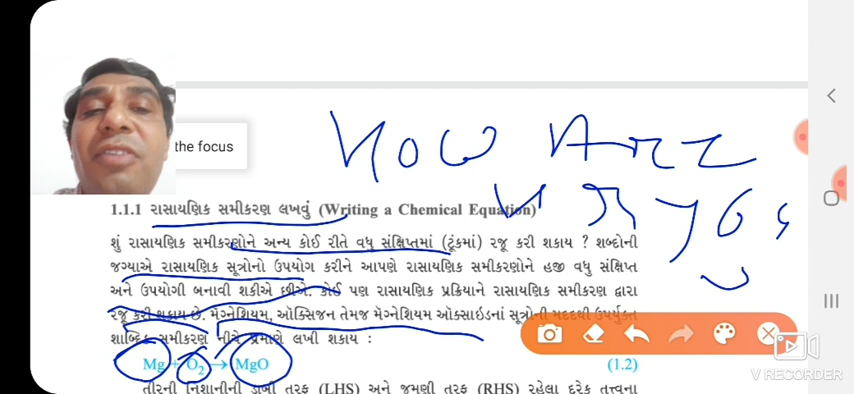 the focus
How Are
1.1.1 રાસાયણિક સમીકરણ લખવું (Writing a Chemical Equation)
શું રાસાયણિક સમીકરણોને અન્ય કોઈ રીતે વધુ સંક્ષિપ્તમાં (ટૂંકમાં) રજૂ કરી શકાય ? શબ્દોની
જગ્યાએ રાસાયણિક સૂત્રોનો ઉપયોગ કરીને આપણે રાસાયણિક સમીકરણોને હજી વધુ સંક્ષિપ્ત
અને ઉપયોગી બનાવી શકીએ છીએ. કોઈ પણ રાસાયણિક પ્રક્રિયાને રાસાયણિક સમીકરણ દ્વારા
રજૂ કરી શકાય છે. મૅગ્નેશિયમ, ઑક્સિજન તેમજ મૅગ્નેશિયમ ઑક્સાઇડનાં સૂત્રોની મદદથી ઉપર્યુક્ત
શાબ્દિક સમીકરણ નીચે પ્રમાણે લખી શકાય :
Mg + O₂ → MgO (1.2)
V RECORDER
તીરની નિશાનીની ડાબી તરફ (LHS) અને જમણી તરફ (RHS) રહેલા દરેક તત્ત્વના